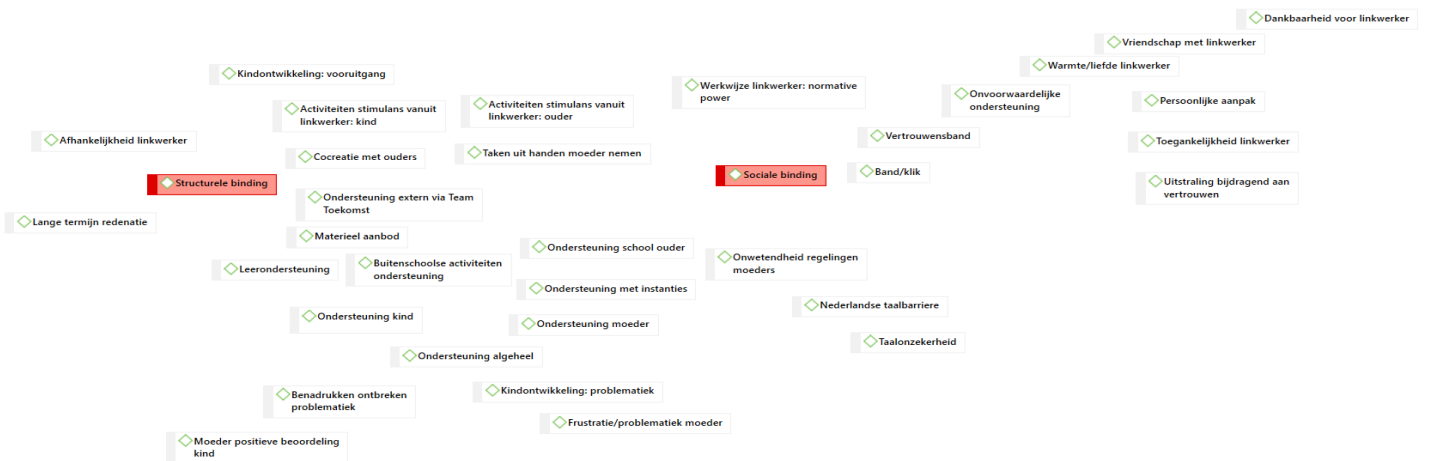 Dankbaarheid voor linkwerker
Vriendschap met linkwerker
Warmte/liefde linkwerker
Kindontwikkeling: vooruitgang
Werkwijze linkwerker: normative
power
Onvoorwaardelijke
ondersteuning
Persoonlijke aanpak
Activiteiten stimulans vanuit
linkwerker: kind
Activiteiten stimulans vanuit
linkwerker: ouder
Afhankelijkheid linkwerker
Vertrouwensband
Toegankelijkheid linkwerker
Cocreatie met ouders
Taken uit handen moeder nemen
Structurele binding
Sociale binding
Band/klik
Uitstraling bijdragend aan
vertrouwen
Ondersteuning extern via Team
Toekomst
Lange termijn redenatie
Materieel aanbod
Ondersteuning school ouder
Leerondersteuning
Buitenschoolse activiteiten
ondersteuning
Onwetendheid regelingen
moeders
Ondersteuning met instanties
Nederlandse taalbarriere
Ondersteuning kind
Ondersteuning moeder
Taalonzekerheid
Ondersteuning algeheel
Benadrukken ontbreken
problematiek
Kindontwikkeling: problematiek
Frustratie/problematiek moeder
Moeder positieve beoordeling
kind